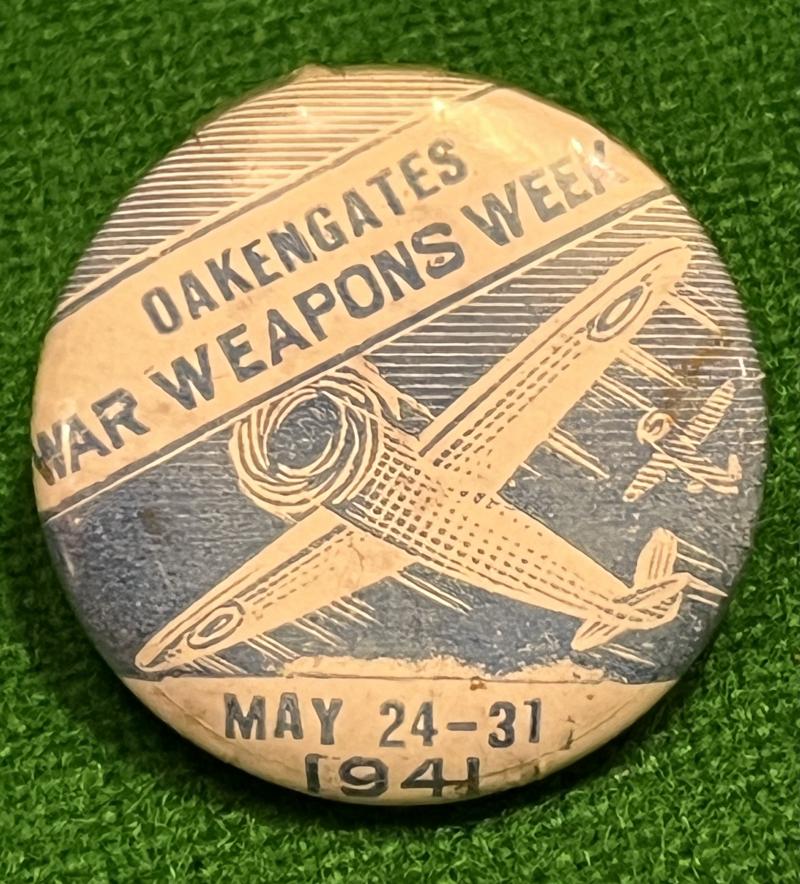 OAKENGATES
WAR WEAPONS WEEK
MAY 24-31
1941